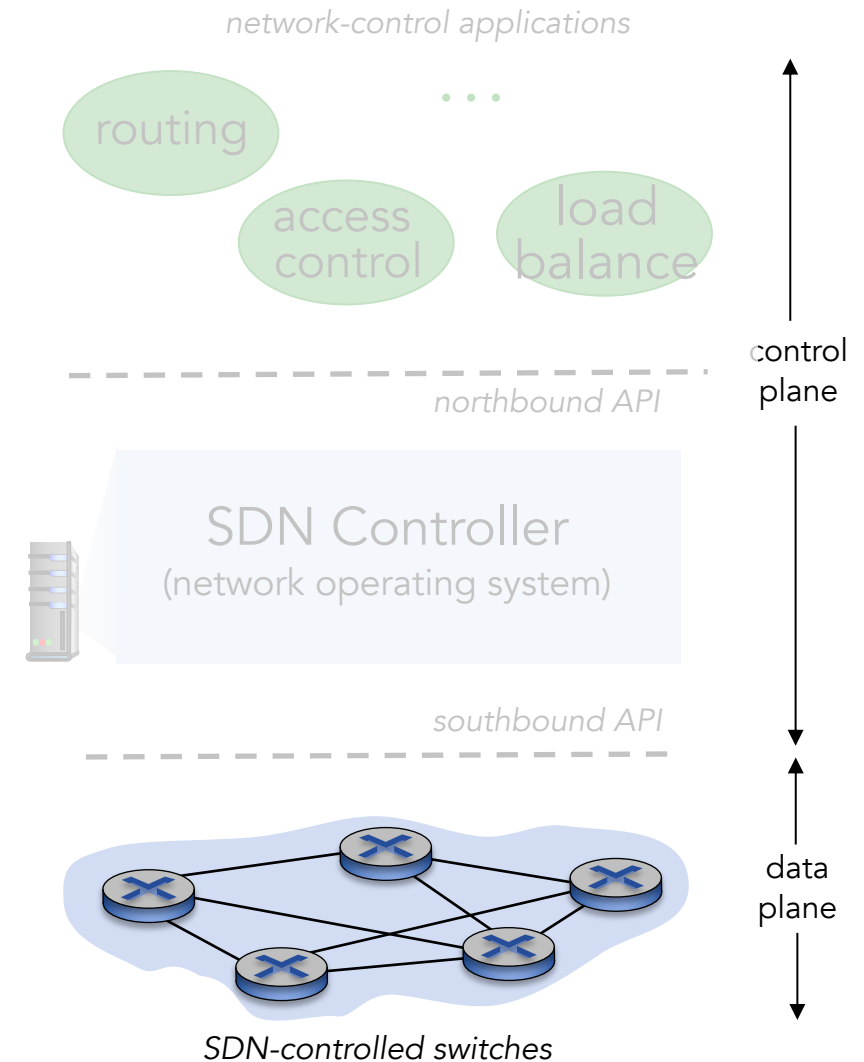 network-control applications
routing
. . .
access
control
load
balance
control
plane
northbound API
SDN Controller
(network operating system)
southbound API
data
plane
SDN-controlled switches